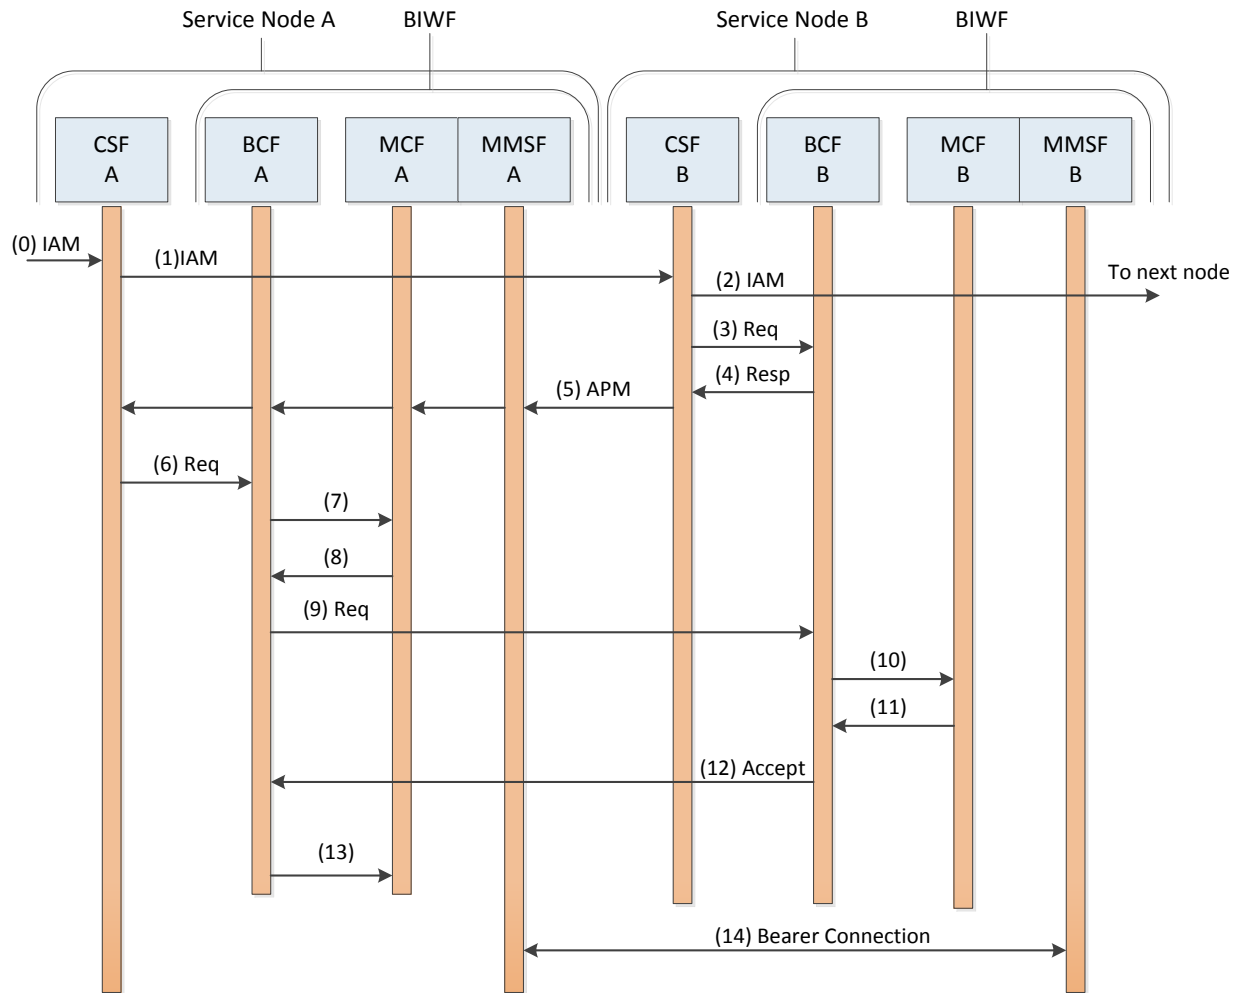 Service Node A
BIWF
Service Node B
BIWF
CSF
A
BCF
A
MCF
A
MMSF
A
CSF
B
BCF
B
MCF
B
MMSF
B
(0) IAM
(1)IAM
(2) IAM
To next node
(3) Req
(4) Resp
(5) APM
(6) Req
(7)
(8)
(9) Req
(10)
(11)
(12) Accept
(13)
(14) Bearer Connection